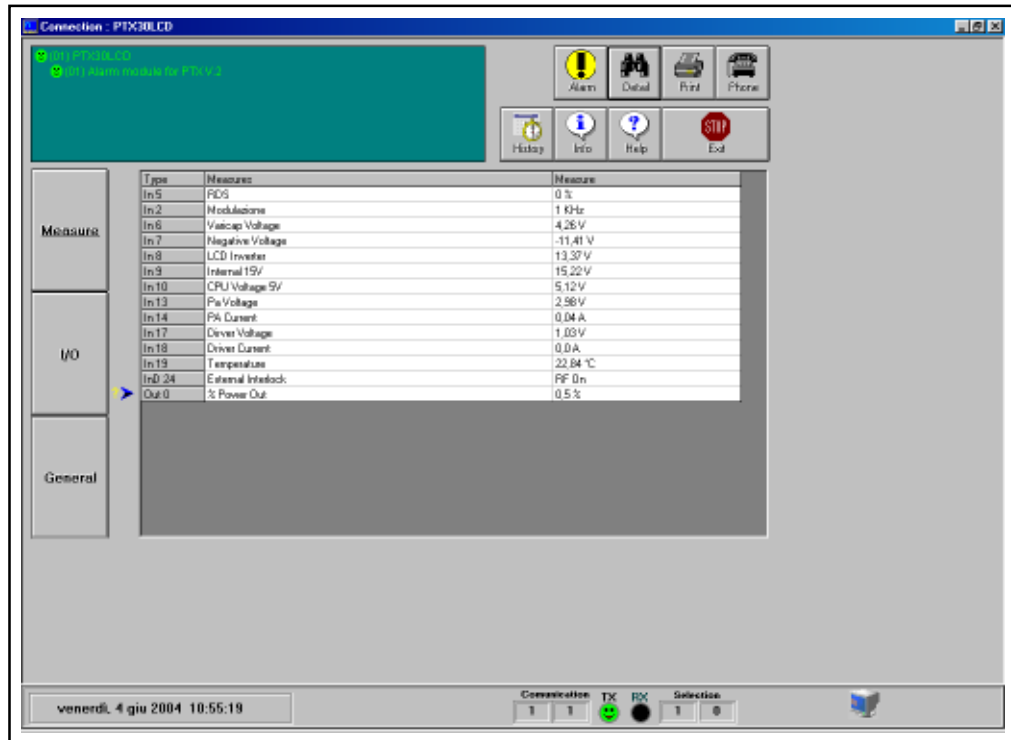 Connection : PTX30LCD
(01) PTX30LCD
(01) Alarm module for PTX V.2
Alarm Detail Print Phone
History Info Help STOP Exit
Measure
I/O
General
Type Measures Measure
In 5 RDS 0 %
In 2 Modulazione 1 KHz
In 6 Varicap Voltage 4,26 V
In 7 Negative Voltage -11,41 V
In 8 LCD Inverter 13,37 V
In 9 Internal 15V 15,22 V
In 10 CPU Voltage 5V 5,12 V
In 13 Pa Voltage 2,98 V
In 14 PA Current 0,04 A
In 17 Driver Voltage 1,03 V
In 18 Driver Current 0,0 A
In 19 Temperature 22,84 °C
InD 24 External Interlock RF On
Out 0 % Power Out 0,5 %
venerdì, 4 giu 2004 10:55:19
Comunication TX RX Selection
1 1 1 0